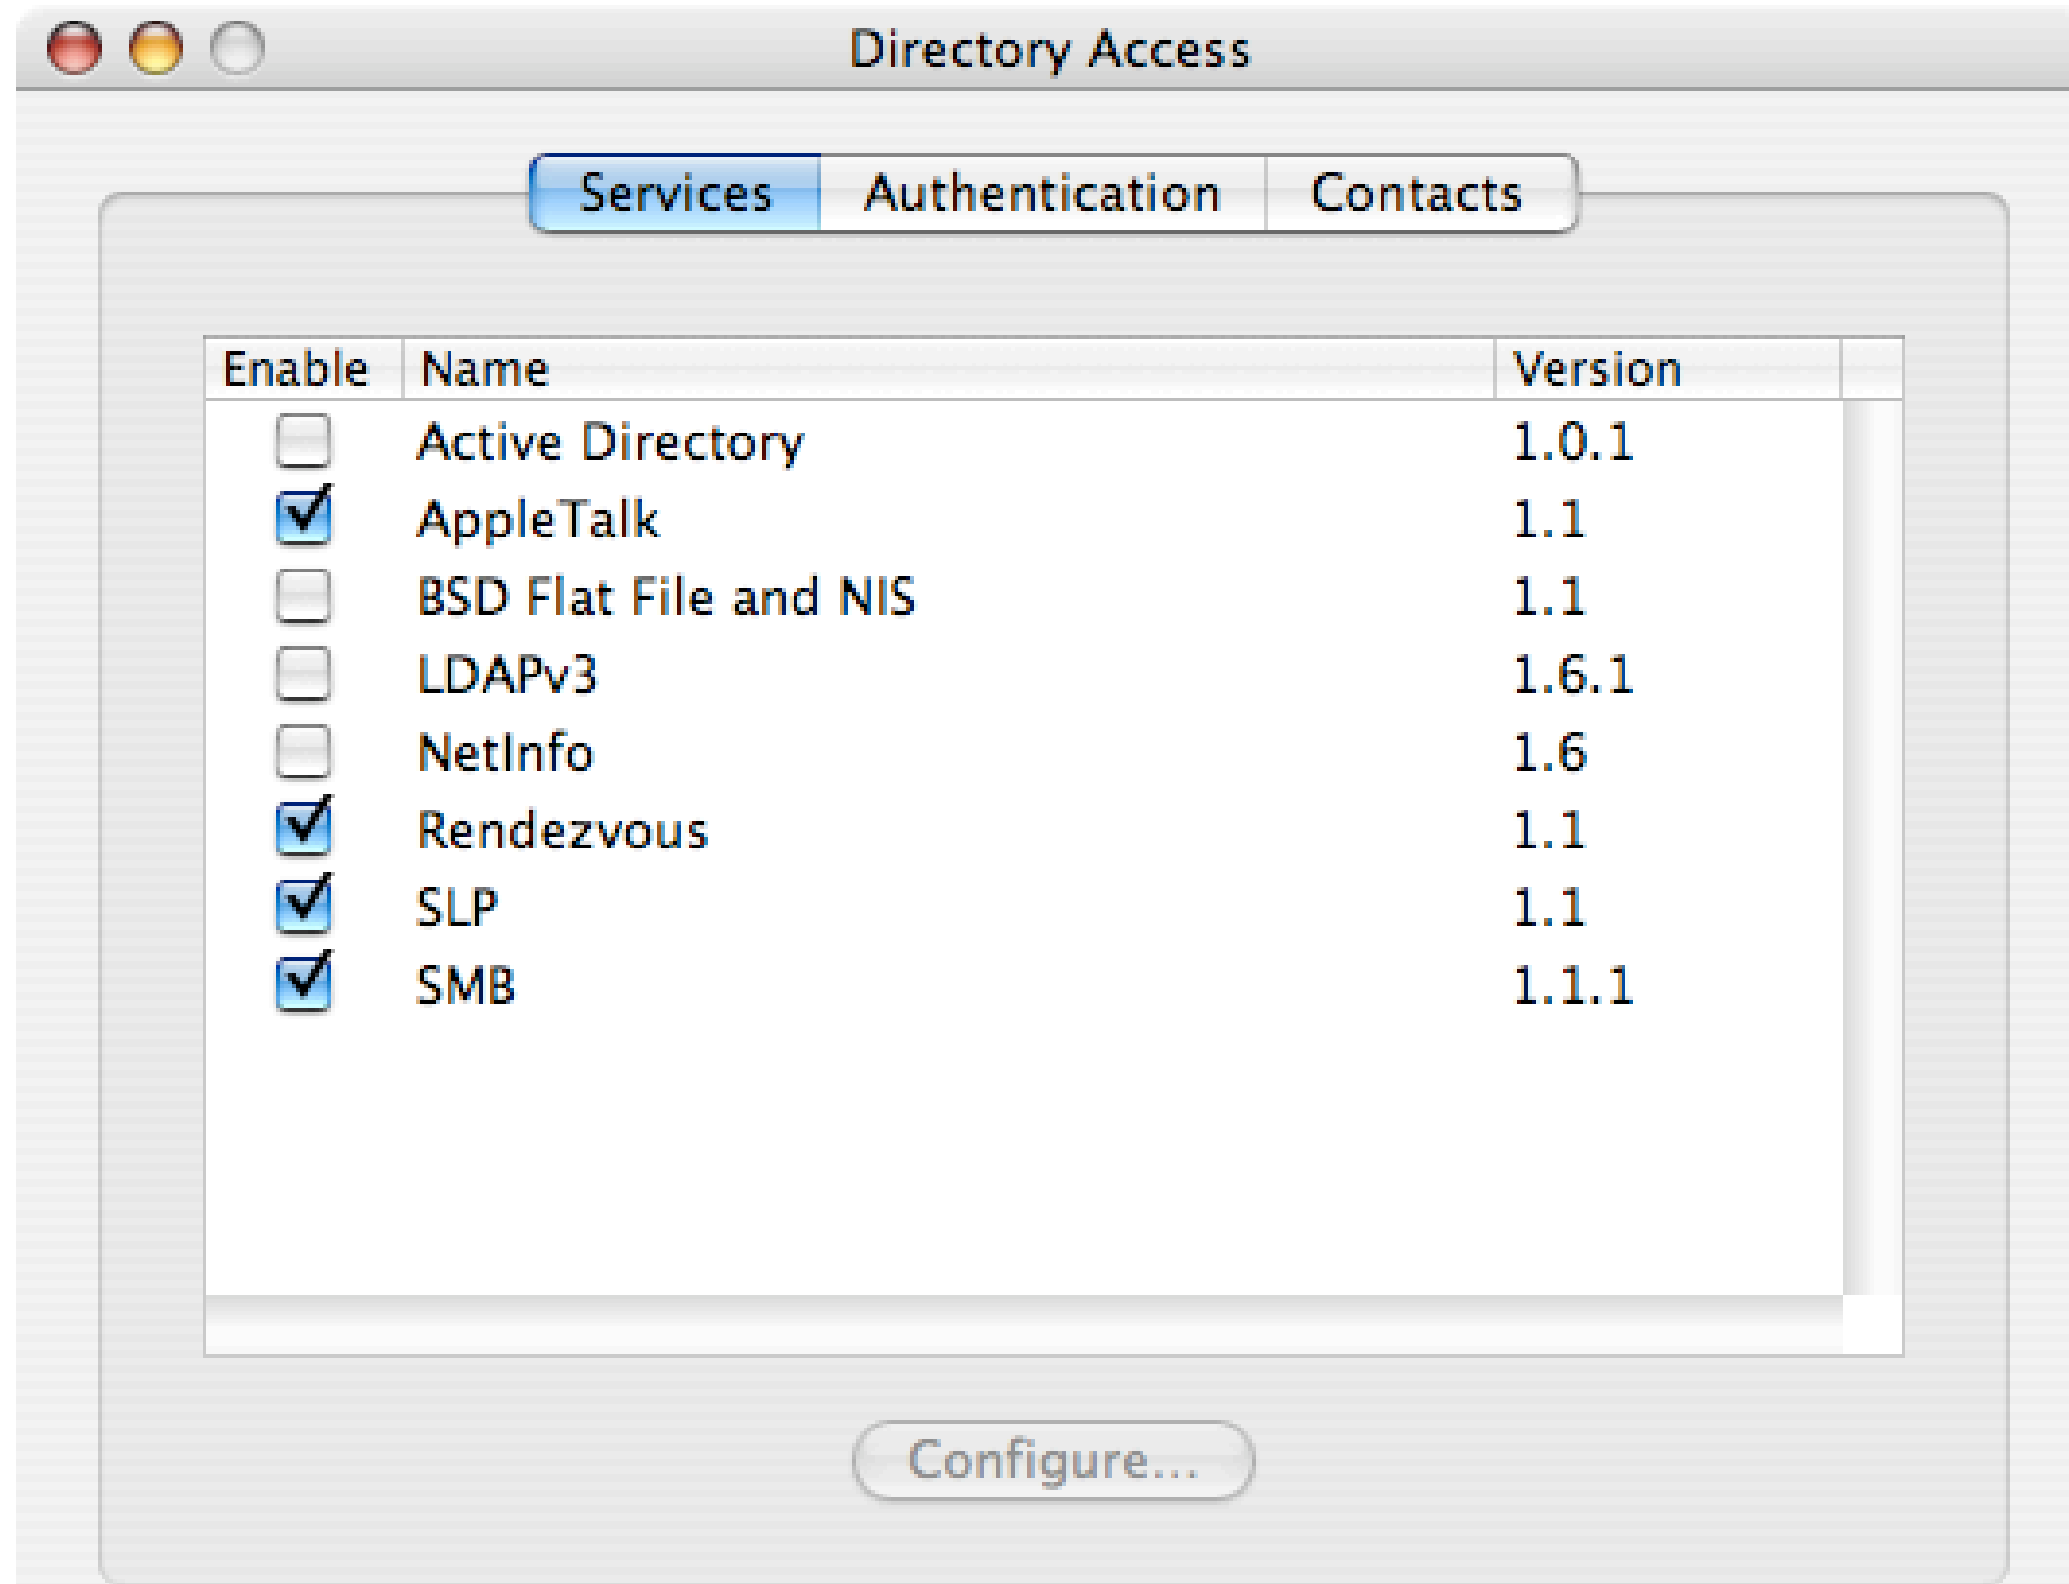 Directory Access
Services Authentication Contacts
Enable Name Version
Active Directory 1.0.1
AppleTalk 1.1
BSD Flat File and NIS 1.1
LDAPv3 1.6.1
NetInfo 1.6
Rendezvous 1.1
SLP 1.1
SMB 1.1.1
Configure...